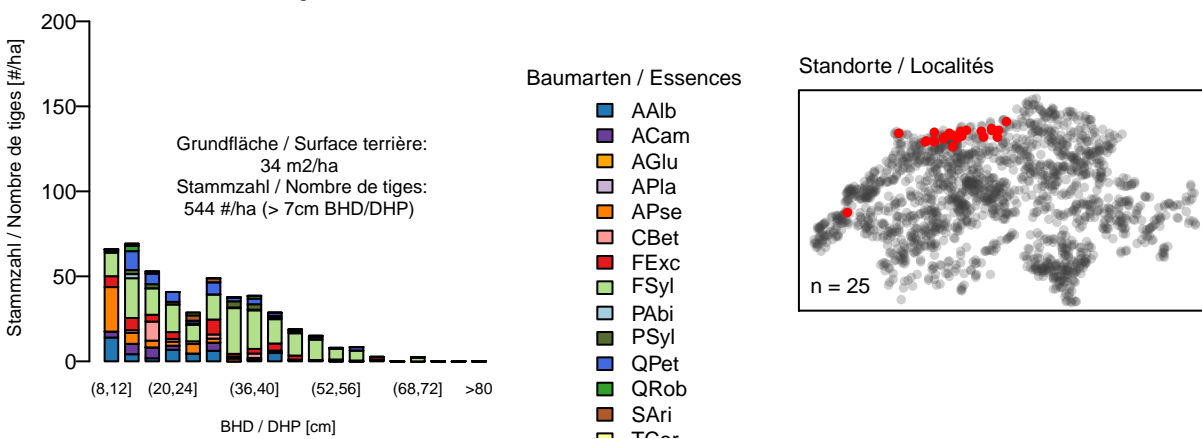 200
150
100
50
0
Stammzahl / Nombre de tiges [#/ha]
Grundfläche / Surface terrière:
34 m2/ha
Stammzahl / Nombre de tiges:
544 #/ha (> 7cm BHD/DHP)
(8,12] (20,24] (36,40] (52,56] (68,72] >80
BHD / DHP [cm]
Baumarten / Essences
AAlb
ACam
AGlu
APla
APse
CBet
FExc
FSyl
PAbi
PSyl
QPet
QRob
SAri
Standorte / Localités
n = 25